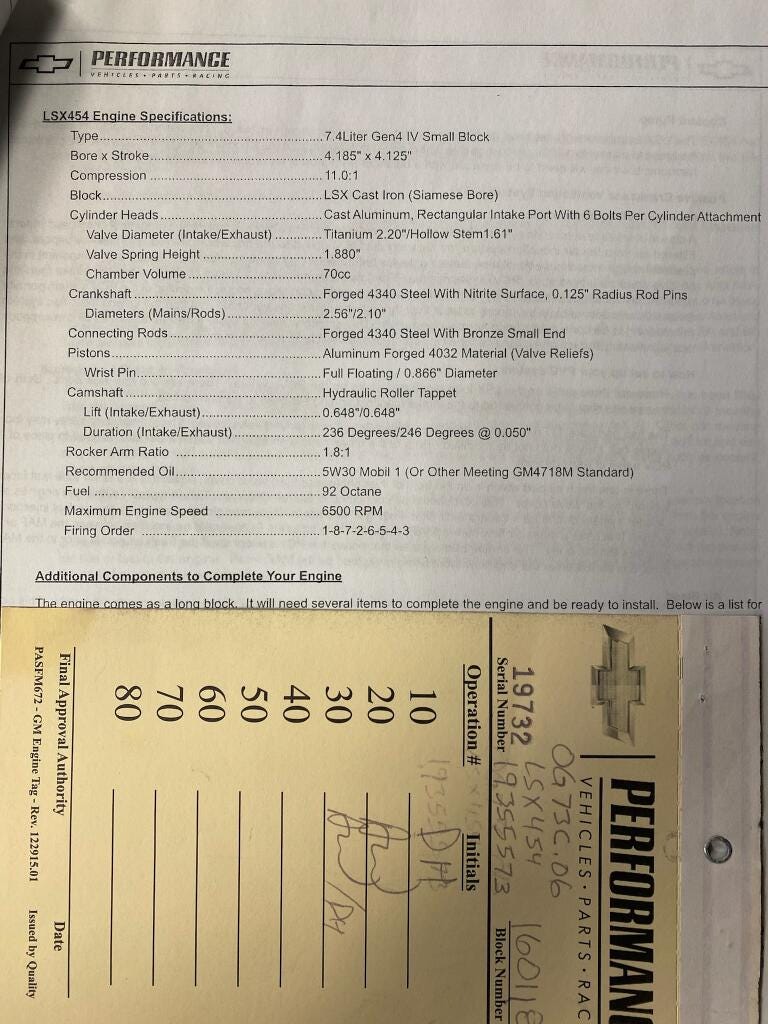 PERFORMANCE
VEHICLES • PARTS • RACING
LSX454 Engine Specifications:
Type 7.4Liter Gen4 IV Small Block
Bore x Stroke 4.185" x 4.125"
Compression 11.0:1
Block LSX Cast Iron (Siamese Bore)
Cylinder Heads Cast Aluminum, Rectangular Intake Port With 6 Bolts Per Cylinder Attachment
Valve Diameter (Intake/Exhaust) Titanium 2.20"/Hollow Stem1.61"
Valve Spring Height 1.880"
Chamber Volume 70cc
Crankshaft Forged 4340 Steel With Nitrite Surface, 0.125" Radius Rod Pins
Diameters (Mains/Rods) 2.56"/2.10"
Connecting Rods Forged 4340 Steel With Bronze Small End
Pistons Aluminum Forged 4032 Material (Valve Reliefs)
Wrist Pin Full Floating / 0.866" Diameter
Camshaft Hydraulic Roller Tappet
Lift (Intake/Exhaust) 0.648"/0.648"
Duration (Intake/Exhaust) 236 Degrees/246 Degrees @ 0.050"
Rocker Arm Ratio 1.8:1
Recommended Oil 5W30 Mobil 1 (Or Other Meeting GM4718M Standard)
Fuel 92 Octane
Maximum Engine Speed 6500 RPM
Firing Order 1-8-7-2-6-5-4-3
Additional Components to Complete Your Engine
The engine comes as a long block. It will need several items to complete the engine and be ready to install. Below is a list for
PERFORMANC
VEHICLES • PARTS • RAC
0G73C.06
19732 LSX454
19355573 16011
Serial Number Block Number
Operation # Initials
10 DH
20
30
40
50
60
70
80
Final Approval Authority Date
PASFM672 - GM Engine Tag - Rev. 122915.01 Issued by Quality